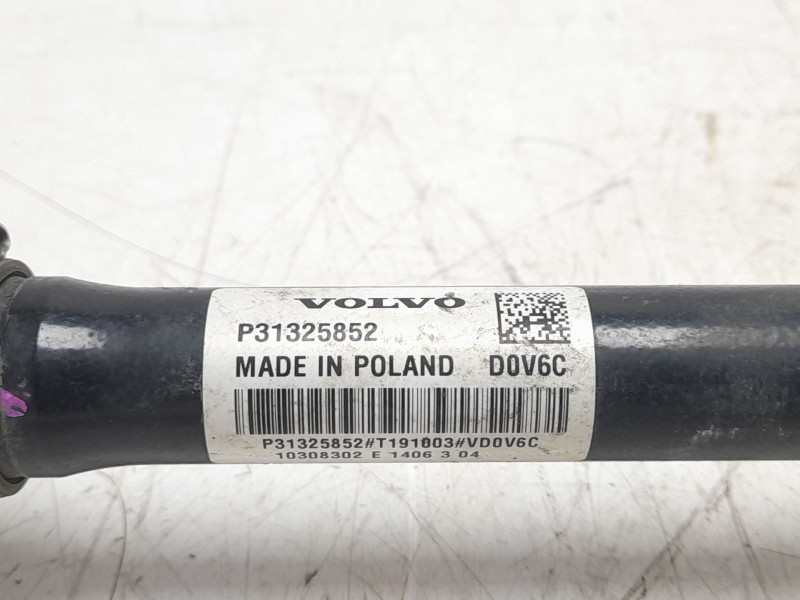 VOLVO
P31325852
MADE IN POLAND D0V6C
P31325852#T191003#VD0V6C
10308302 E 1406 3 04